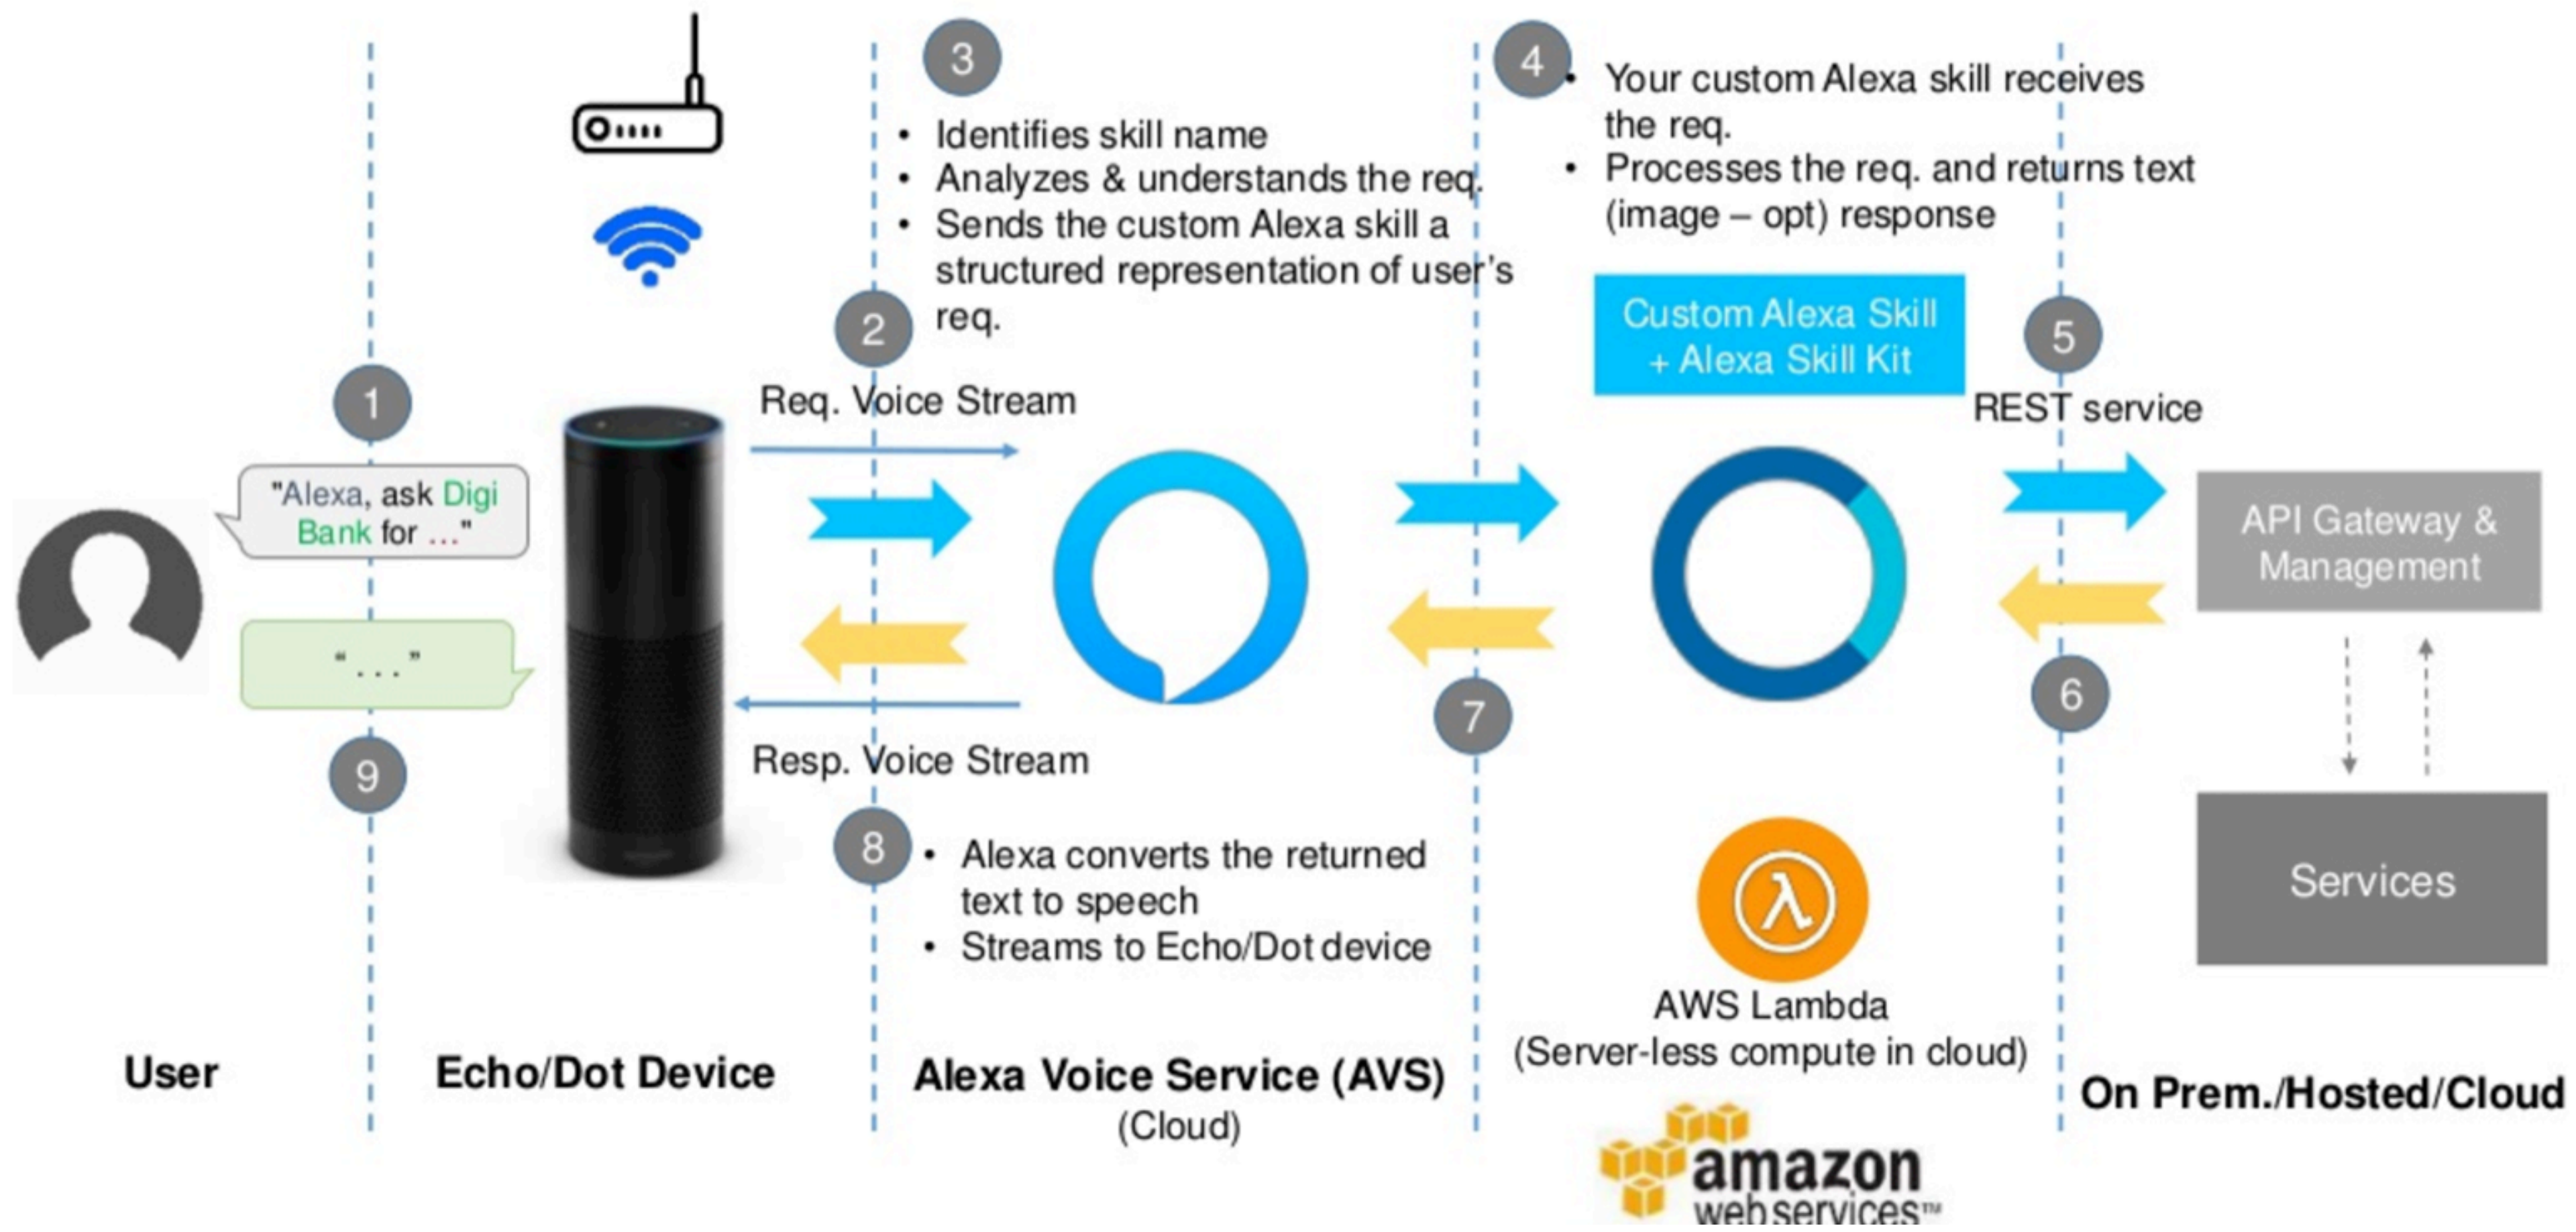 3
4
• Identifies skill name
• Analyzes & understands the req.
• Sends the custom Alexa skill a
structured representation of user's
req.
• Your custom Alexa skill receives
the req.
• Processes the req. and returns text
(image – opt) response
Custom Alexa Skill
+ Alexa Skill Kit
5
REST service
2
Req. Voice Stream
1
"Alexa, ask Digi
Bank for ..."
“...”
9
API Gateway &
Management
6
7
Resp. Voice Stream
8
• Alexa converts the returned
text to speech
• Streams to Echo/Dot device
Services
λ
AWS Lambda
(Server-less compute in cloud)
User
Echo/Dot Device
Alexa Voice Service (AVS)
(Cloud)
On Prem./Hosted/Cloud
amazon
webservices™